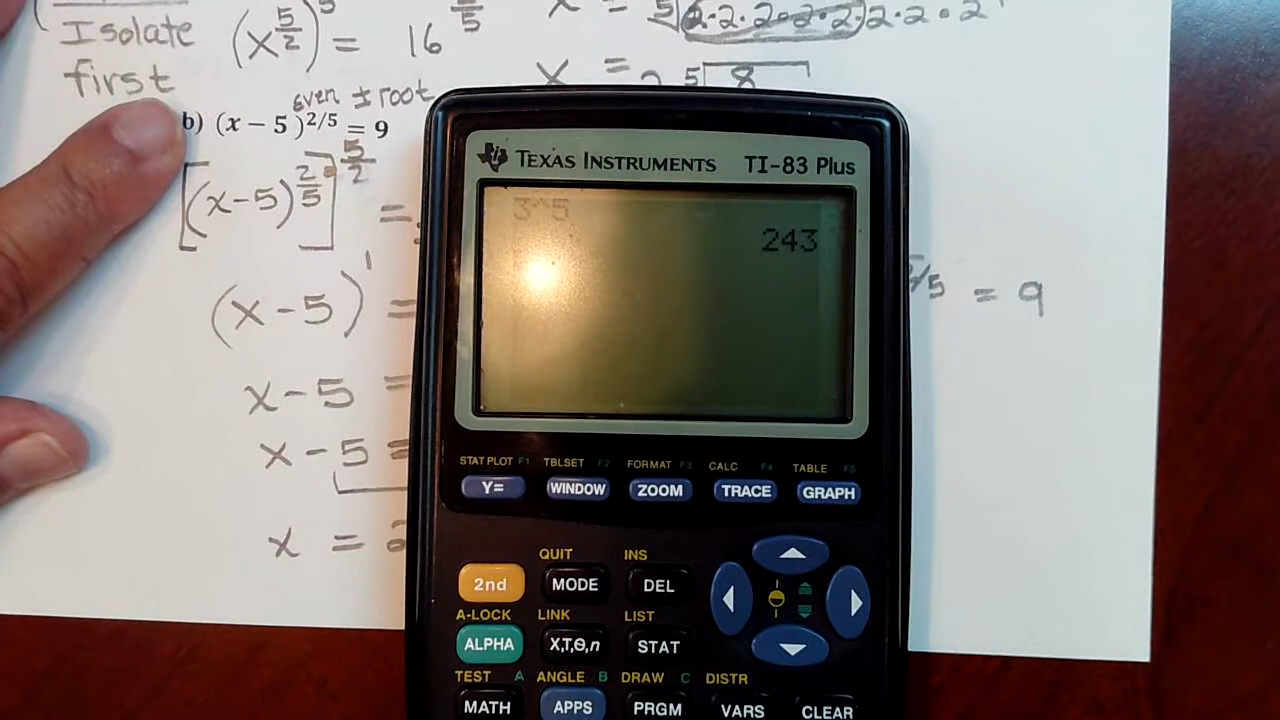 Isolate
first
(x^5/2)^5 = 16
x = 5√2·2·2·2·2·2·2·2·2
x = 2 5√8
even ± root
b) (x − 5)^2/5 = 9
[(x-5)^2/5]^5/2 =
(x-5)^1 =
x-5 =
x-5 =
x = 2
5/5 = 9
TEXAS INSTRUMENTS TI-83 Plus
3^5
243
STAT PLOT F1 TBLSET F2 FORMAT F3 CALC F4 TABLE F5
Y= WINDOW ZOOM TRACE GRAPH
QUIT INS
2nd MODE DEL
A-LOCK LINK LIST
ALPHA X,T,Θ,n STAT
TEST A ANGLE B DRAW C DISTR
MATH APPS PRGM VARS CLEAR